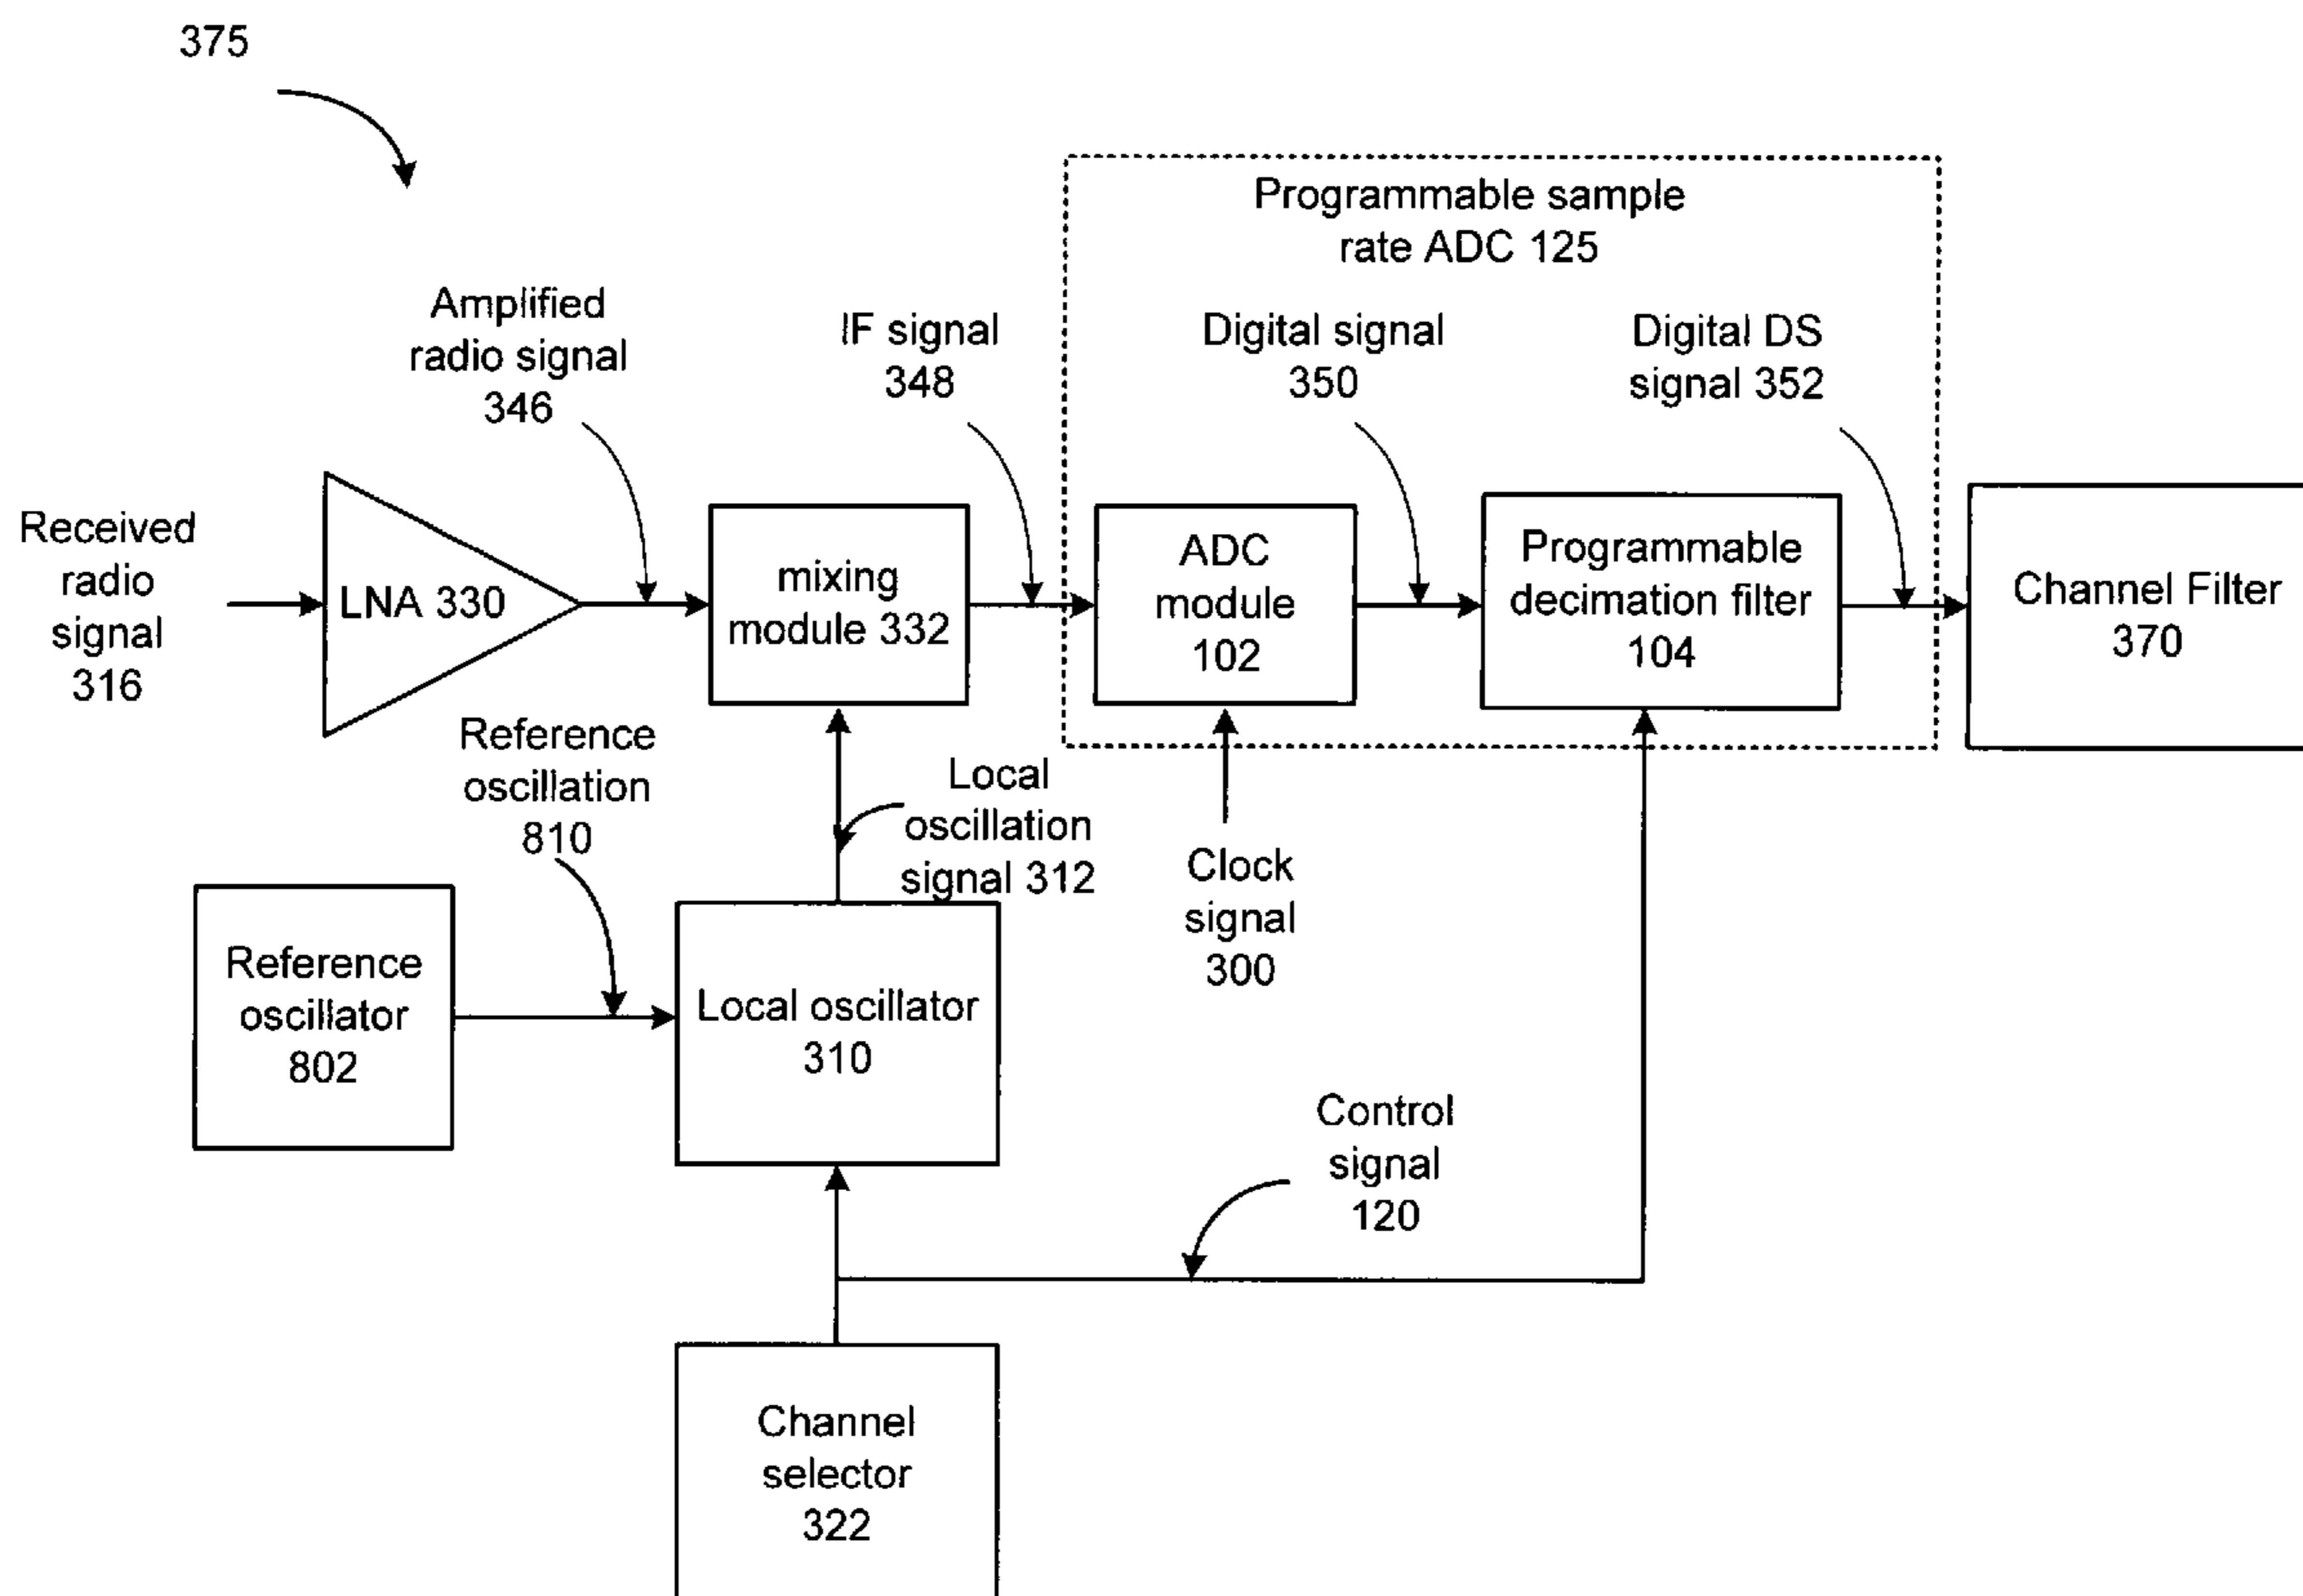 375
Programmable sample
rate ADC 125
Amplified
radio signal
346
IF signal
348
Digital signal
350
Digital DS
signal 352
Received
radio
signal
316
LNA 330
mixing
module 332
ADC
module
102
Programmable
decimation filter
104
Channel Filter
370
Reference
oscillation
810
Local
oscillation
signal 312
Clock
signal
300
Reference
oscillator
802
Local oscillator
310
Control
signal
120
Channel
selector
322